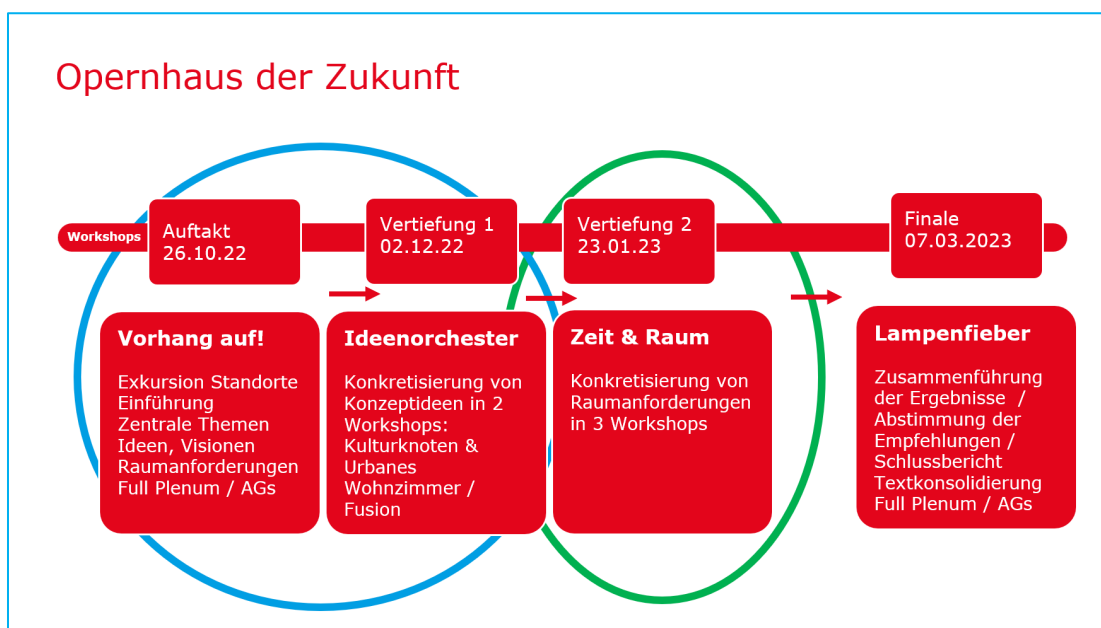 Opernhaus der Zukunft
Workshops
Auftakt
26.10.22
Vertiefung 1
02.12.22
Vertiefung 2
23.01.23
Finale
07.03.2023
Vorhang auf!
Exkursion Standorte
Einführung
Zentrale Themen
Ideen, Visionen
Raumanforderungen
Full Plenum / AGs
Ideenorchester
Konkretisierung von
Konzeptideen in 2
Workshops:
Kulturknoten &
Urbanes
Wohnzimmer /
Fusion
Zeit & Raum
Konkretisierung von
Raumanforderungen
in 3 Workshops
Lampenfieber
Zusammenführung
der Ergebnisse /
Abstimmung der
Empfehlungen /
Schlussbericht
Textkonsolidierung
Full Plenum / AGs